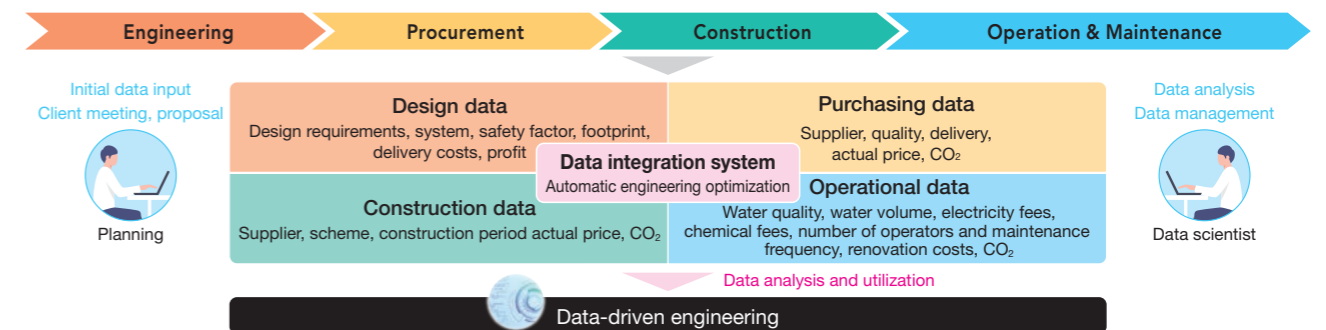 Engineering
Procurement
Construction
Operation & Maintenance
Initial data input
Client meeting, proposal
Planning
Design data
Design requirements, system, safety factor, footprint,
delivery costs, profit
Purchasing data
Supplier, quality, delivery,
actual price, CO₂
Data integration system
Automatic engineering optimization
Construction data
Supplier, scheme, construction period actual price, CO₂
Operational data
Water quality, water volume, electricity fees,
chemical fees, number of operators and maintenance
frequency, renovation costs, CO₂
Data analysis
Data management
Data scientist
Data analysis and utilization
Data-driven engineering